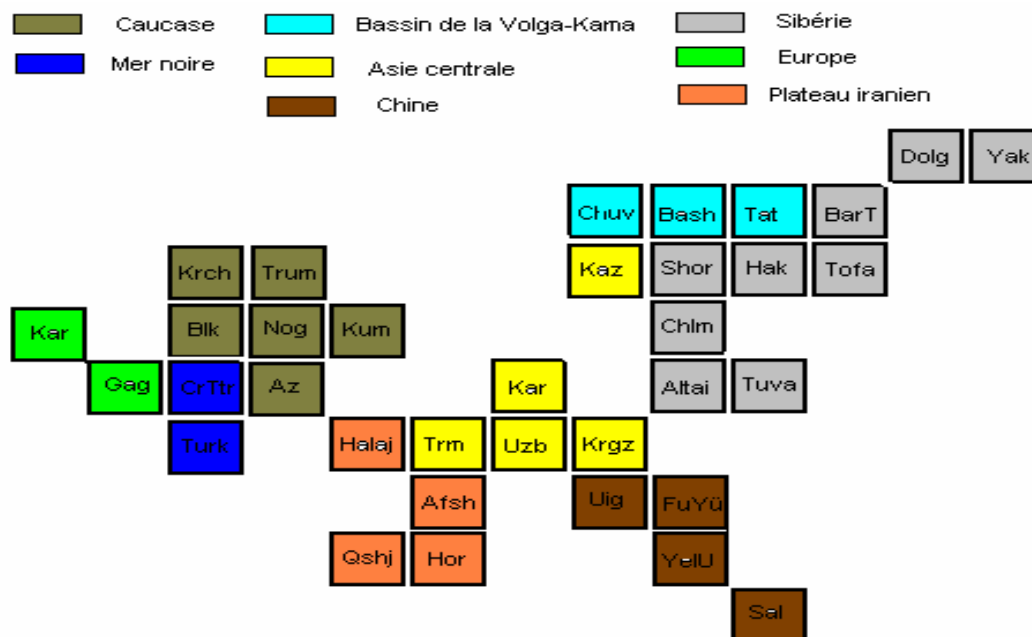 Caucase Bassin de la Volga-Kama Sibérie
Mer noire Asie centrale Europe
Chine Plateau iranien
Dolg Yak
Chuv Bash Tat BarT
Krch Trum Kaz Shor Hak Tofa
Kar Blk Nog Kum Chlm
Gag CrTtr Az Kar Altai Tuva
Turk Halaj Trm Uzb Krgz
Afsh Uig FuYü
Qshj Hor YelU
Sal